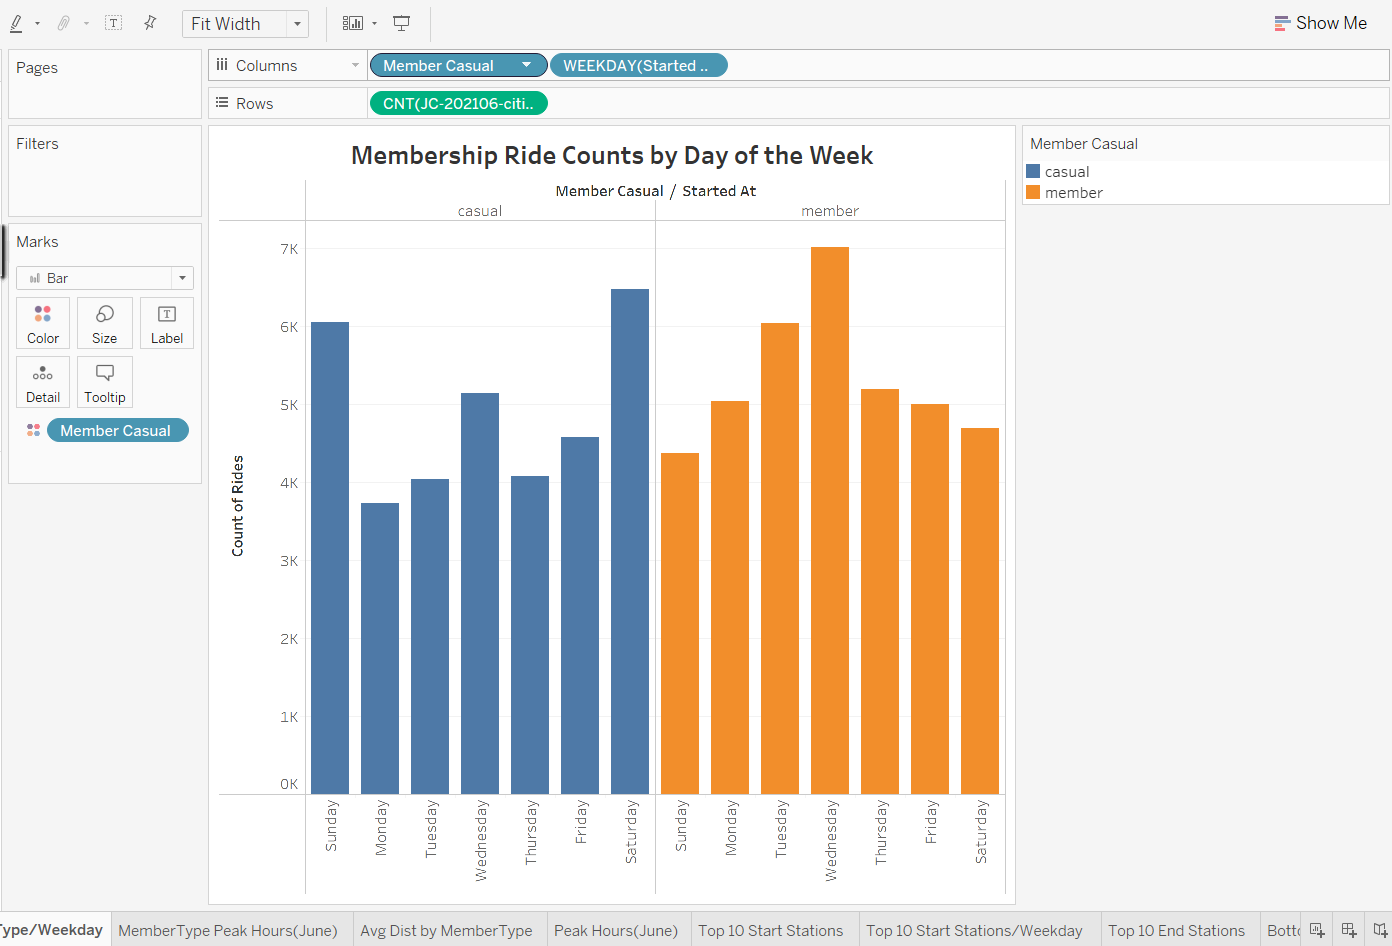 Fit Width
Show Me
Pages
Columns
Member Casual
WEEKDAY(Started ..
Rows
CNT(JC-202106-citi..
Filters
Marks
Bar
Color
Size
T
Label
Detail
Tooltip
Member Casual
Membership Ride Counts by Day of the Week
Member Casual / Started At
casual
member
7K
6K
5K
4K
3K
2K
1K
0K
Count of Rides
Sunday
Monday
Tuesday
Wednesday
Thursday
Friday
Saturday
Sunday
Monday
Tuesday
Wednesday
Thursday
Friday
Saturday
Member Casual
casual
member
Type/Weekday
MemberType Peak Hours(June)
Avg Dist by MemberType
Peak Hours(June)
Top 10 Start Stations
Top 10 Start Stations/Weekday
Top 10 End Stations
Botto